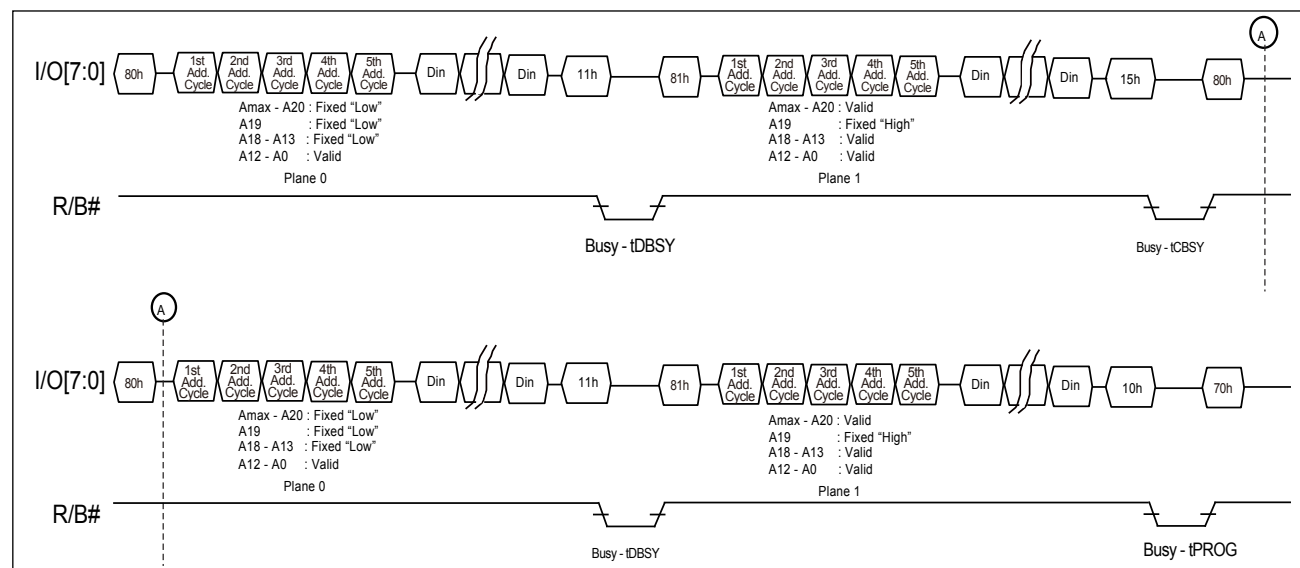 A
I/O[7:0] 80h 1st Add. Cycle 2nd Add. Cycle 3rd Add. Cycle 4th Add. Cycle 5th Add. Cycle Din Din 11h 81h 1st Add. Cycle 2nd Add. Cycle 3rd Add. Cycle 4th Add. Cycle 5th Add. Cycle Din Din 15h 80h
Amax - A20 : Fixed “Low”
A19 : Fixed “Low”
A18 - A13 : Fixed “Low”
A12 - A0 : Valid
Plane 0
Amax - A20 : Valid
A19 : Fixed “High”
A18 - A13 : Valid
A12 - A0 : Valid
Plane 1
R/B#
Busy - tDBSY
Busy - tCBSY
A
I/O[7:0] 80h 1st Add. Cycle 2nd Add. Cycle 3rd Add. Cycle 4th Add. Cycle 5th Add. Cycle Din Din 11h 81h 1st Add. Cycle 2nd Add. Cycle 3rd Add. Cycle 4th Add. Cycle 5th Add. Cycle Din Din 10h 70h
Amax - A20 : Fixed “Low”
A19 : Fixed “Low”
A18 - A13 : Fixed “Low”
A12 - A0 : Valid
Plane 0
Amax - A20 : Valid
A19 : Fixed “High”
A18 - A13 : Valid
A12 - A0 : Valid
Plane 1
R/B#
Busy - tDBSY
Busy - tPROG